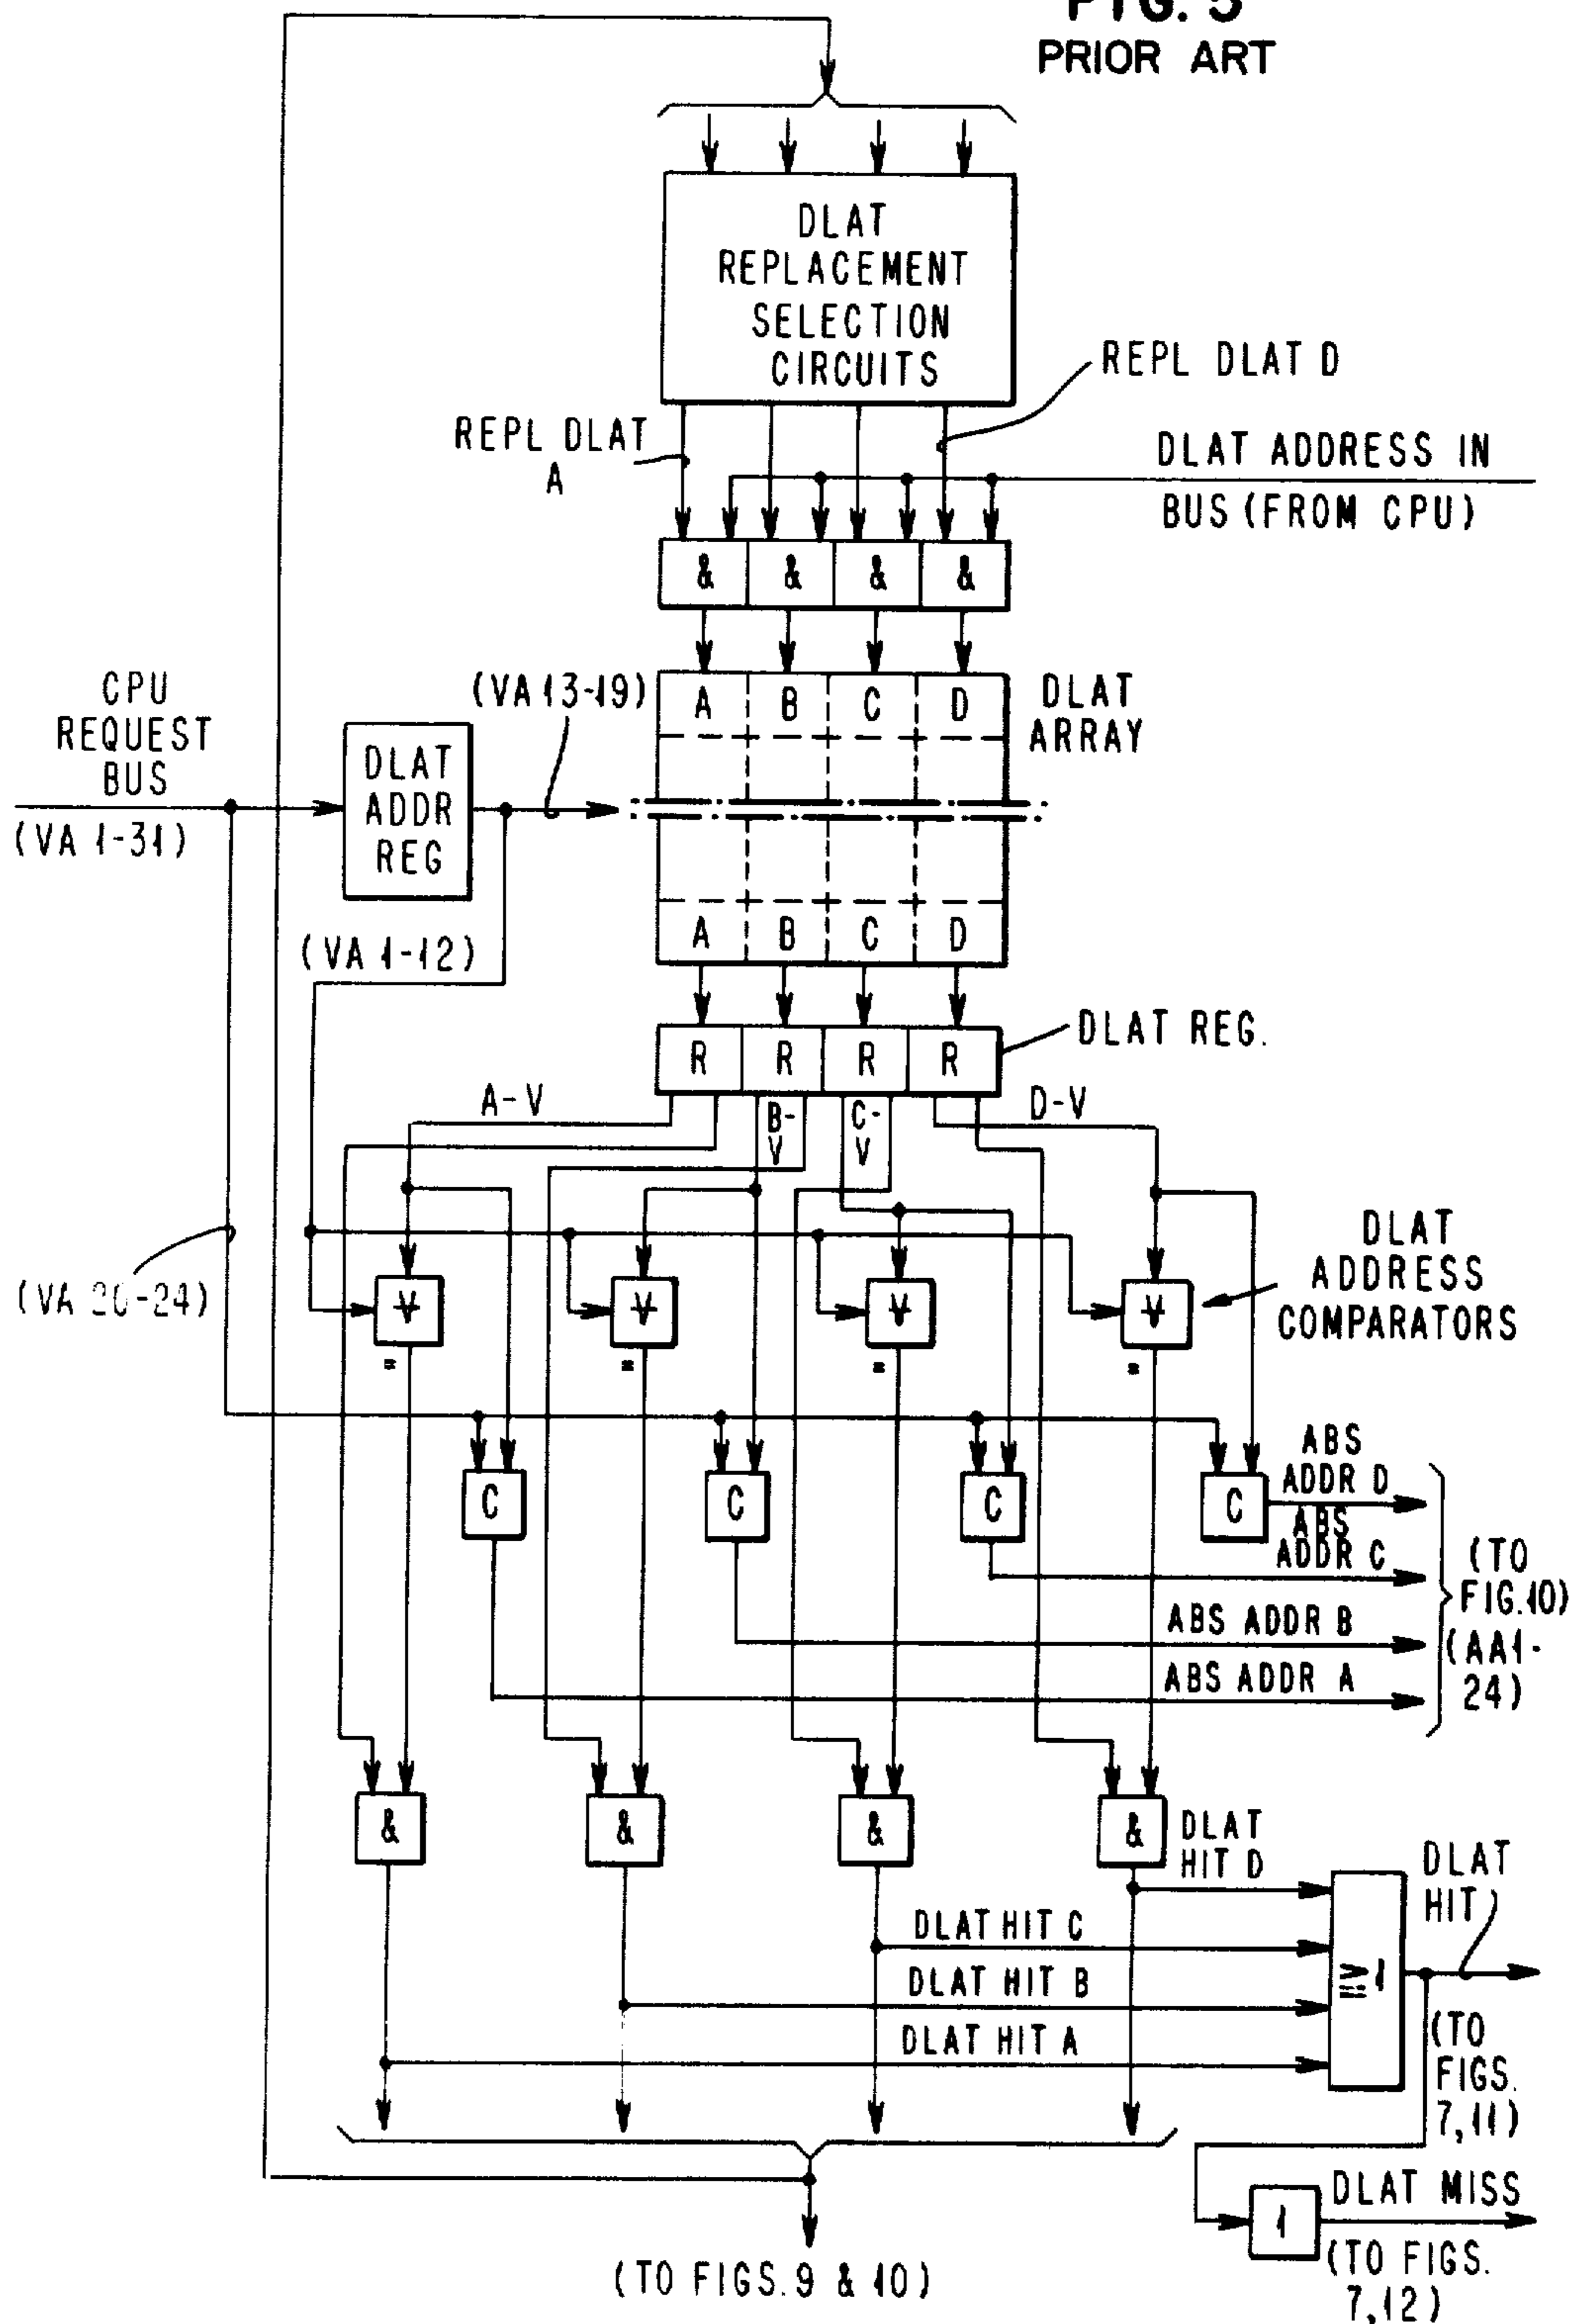 FIG. 5
PRIOR ART
DLAT
REPLACEMENT
SELECTION
CIRCUITS
REPL DLAT D
REPL DLAT
A
DLAT ADDRESS IN
BUS (FROM CPU)
& & & &
CPU
REQUEST
BUS
(VA 1-31)
DLAT
ADDR
REG
(VA 13-19)
A B C D
DLAT
ARRAY
(VA 1-12)
A B C D
R R R R
DLAT REG.
A-V
B-
V
C-
V
D-V
(VA 20-24)
DLAT
ADDRESS
COMPARATORS
∀ ∀ ∀ ∀
= = = =
C C C C
ABS
ADDR D
ABS
ADDR C
ABS ADDR B
ABS ADDR A
(TO
FIG.10)
(AA1-
24)
& & & &
DLAT
HIT D
DLAT HIT C
DLAT HIT B
DLAT HIT A
≥1
DLAT
HIT
(TO
FIGS.
7,11)
1
DLAT MISS
(TO FIGS.
7,12)
(TO FIGS. 9 & 10)